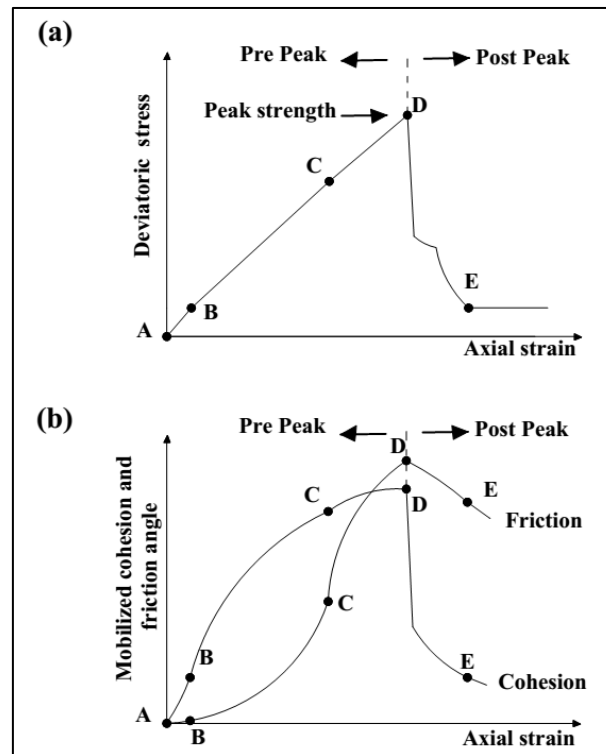 (a)
Pre Peak
Post Peak
Peak strength
D
C
B
A
E
Deviatoric stress
Axial strain
(b)
Pre Peak
Post Peak
D
D
C
C
E
Friction
B
A
B
E
Cohesion
Mobilized cohesion and
friction angle
Axial strain